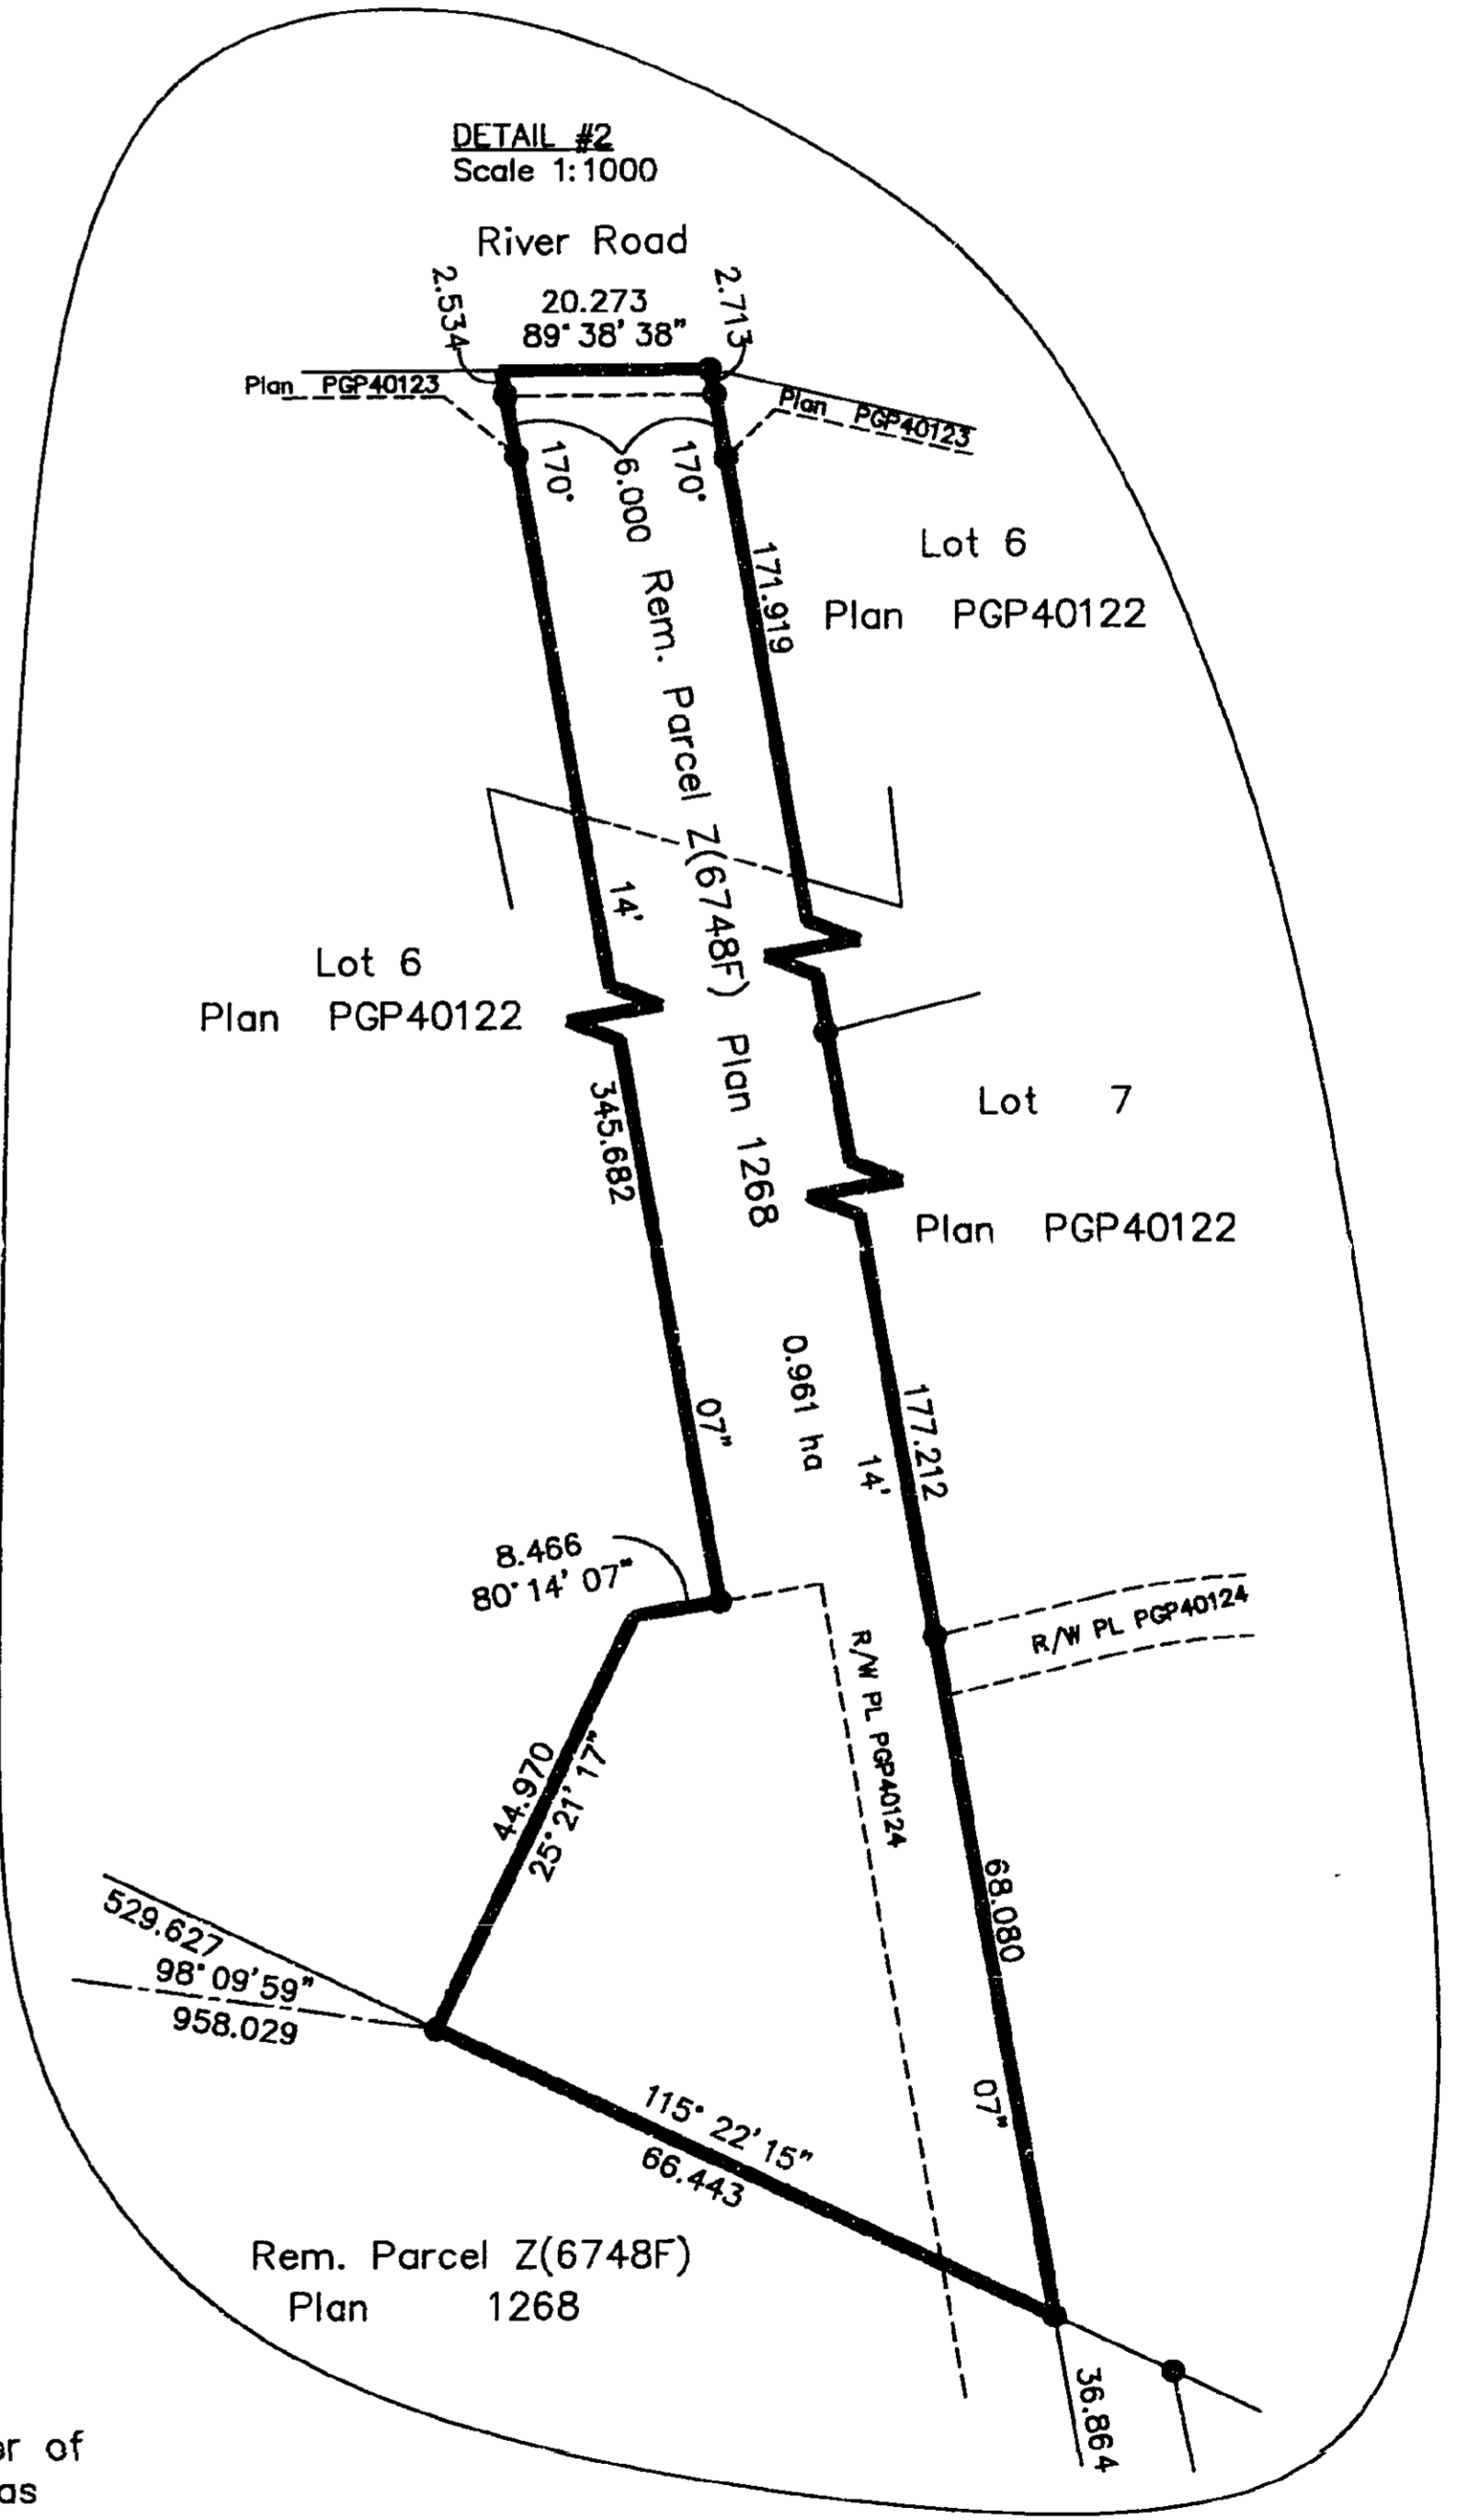 DETAIL #2
Scale 1:1000
River Road
2.534
20.273
89°38'38"
2.713
Plan PGP40123
Plan PGP40123
170°
6.000
170°
171.919
Lot 6
Plan PGP40122
Rem. Parcel Z(6748F) Plan 1268
14'
Lot 6
Plan PGP40122
345.682
Lot 7
Plan PGP40122
0.961 ha
07"
177.212
14'
8.466
80°14'07"
R/W PL PGP40124
R/W PL PGP40124
44.970
25°21'17"
68.080
529.627
98°09'59"
958.029
07"
115°22'15"
66.443
Rem. Parcel Z(6748F)
Plan 1268
36.864
of
as